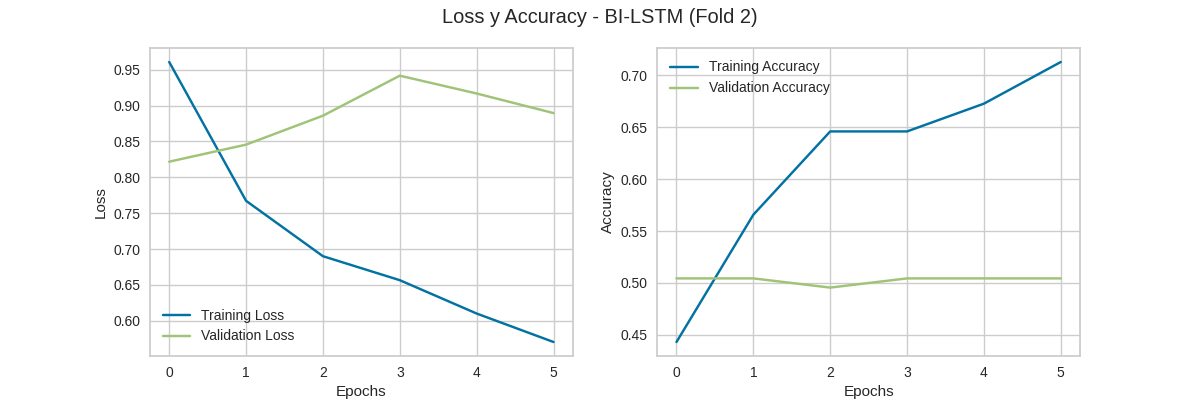 Loss y Accuracy - BI-LSTM (Fold 2)
0.95
0.90
0.85
0.80
0.75
0.70
0.65
0.60
Loss
Training Loss
Validation Loss
0 1 2 3 4 5
Epochs
Training Accuracy
Validation Accuracy
0.70
0.65
0.60
0.55
0.50
0.45
Accuracy
0 1 2 3 4 5
Epochs